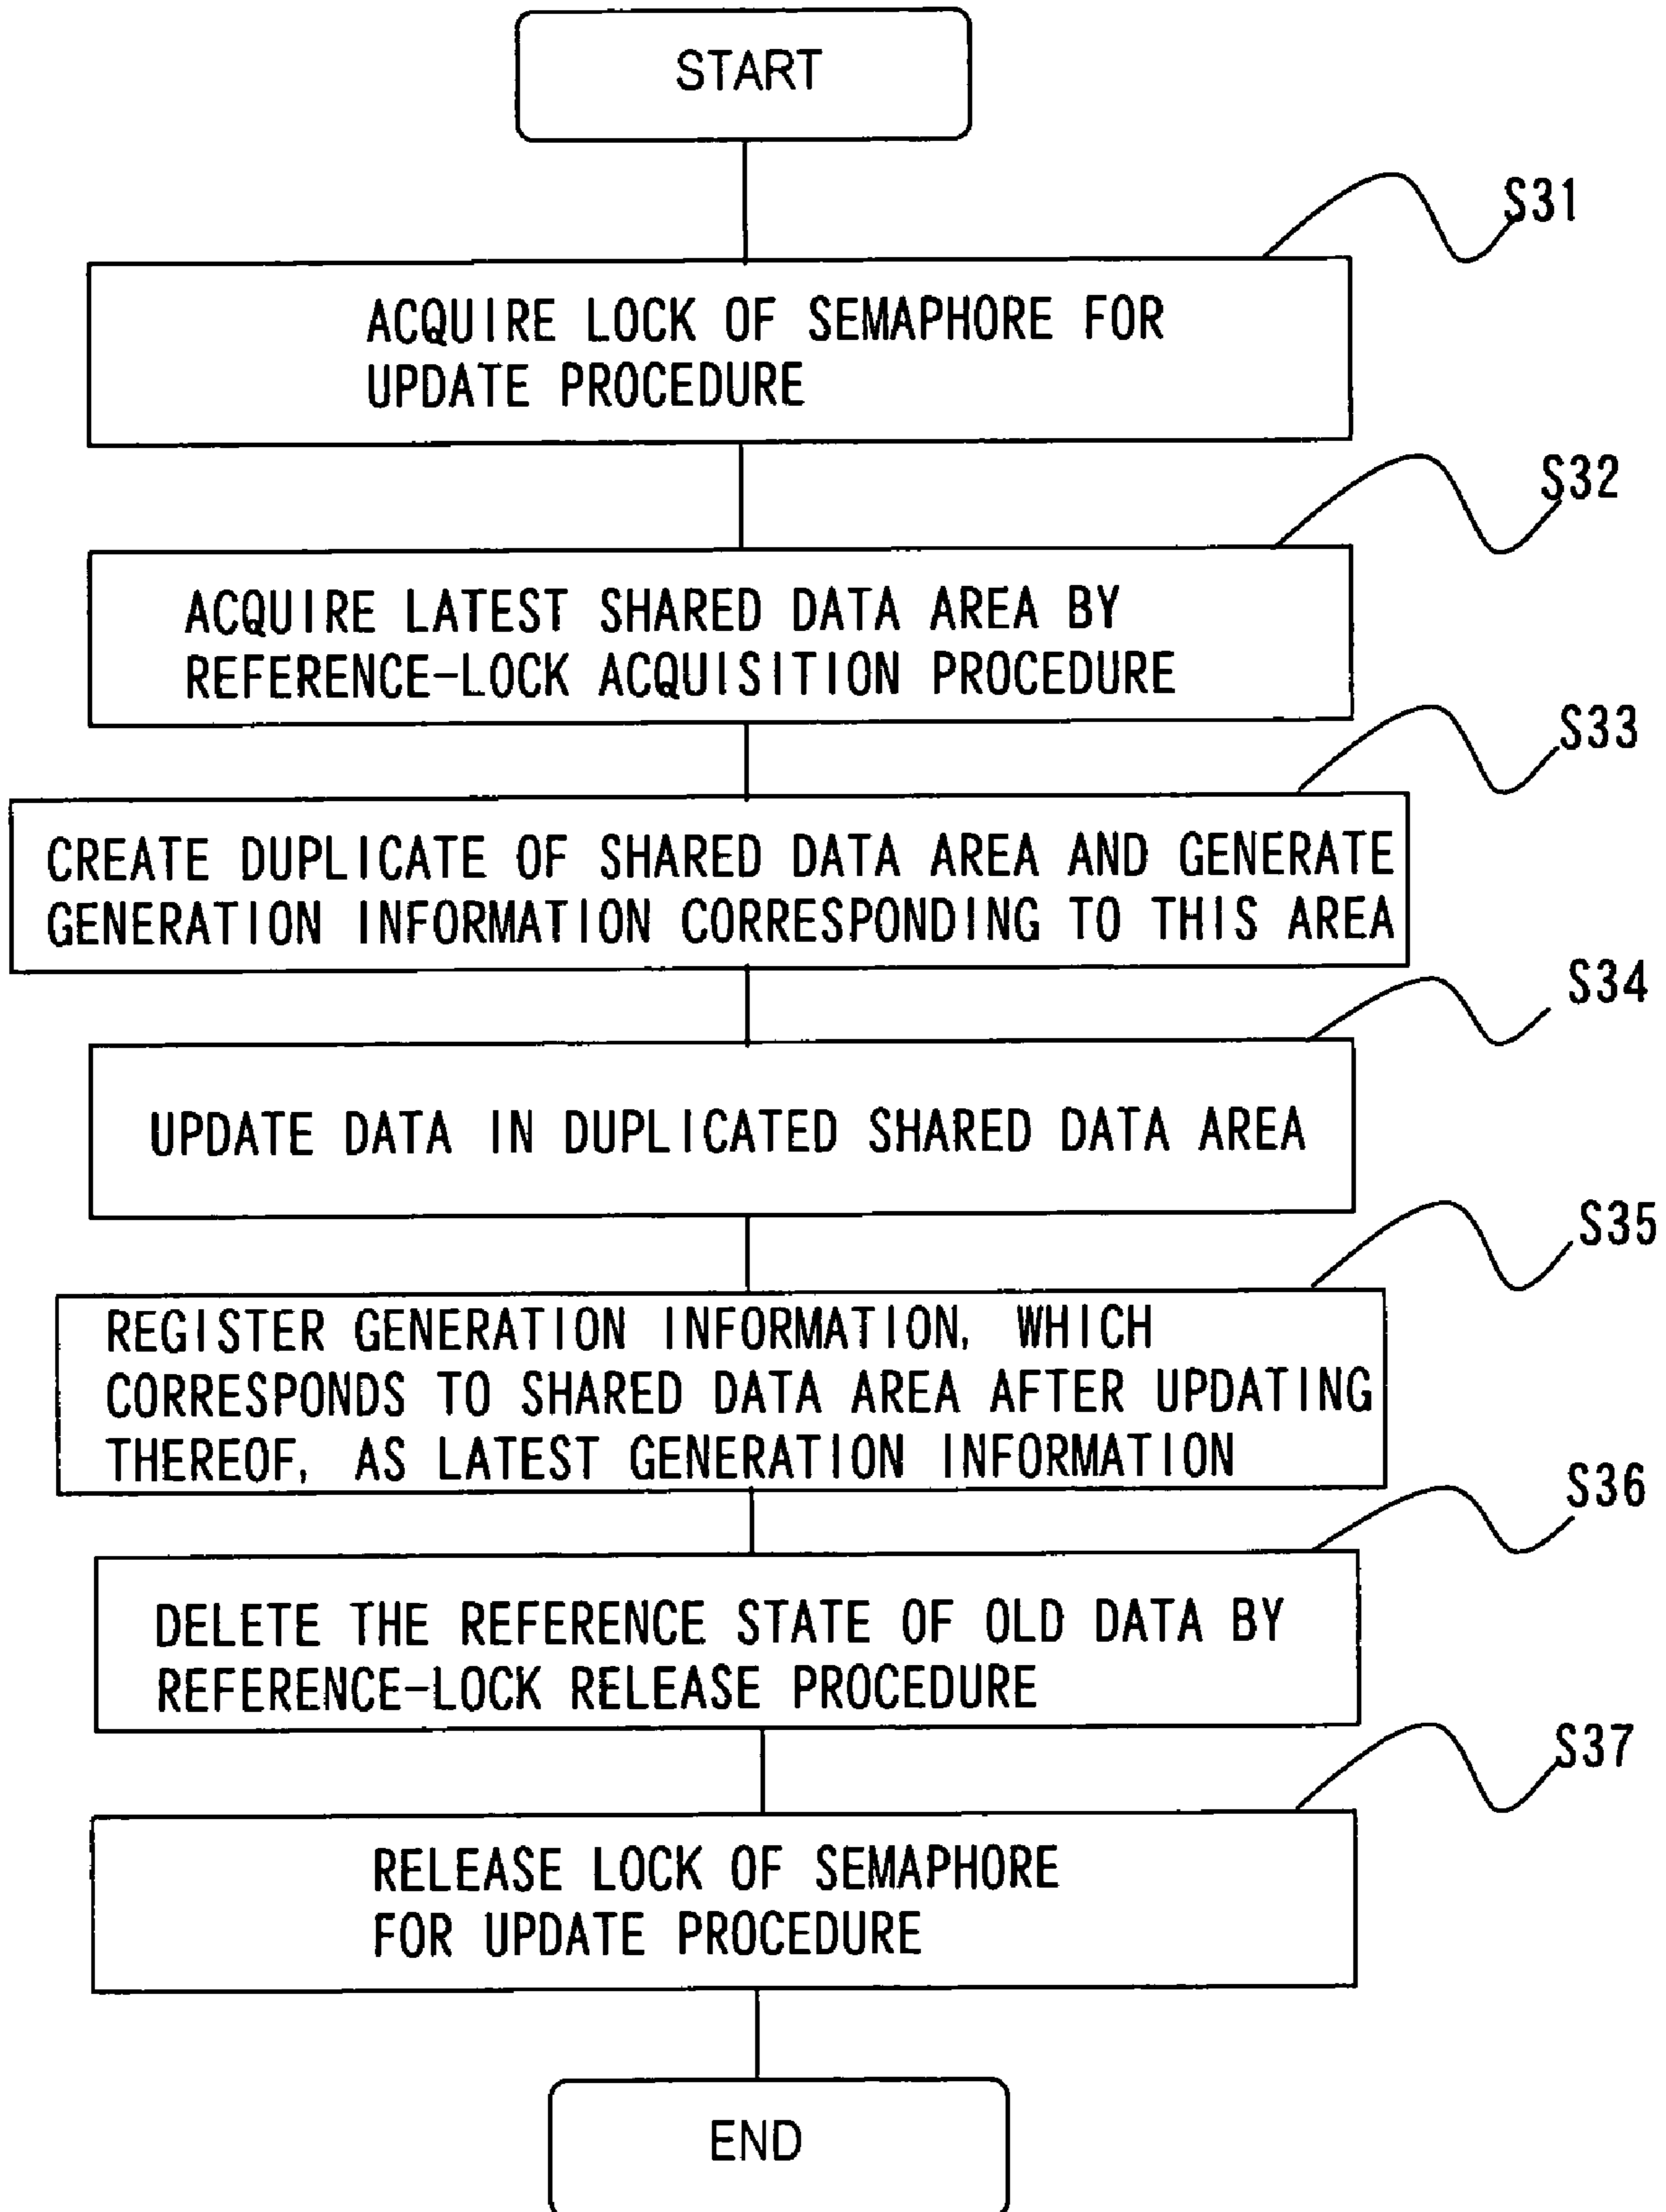 START
S31
ACQUIRE LOCK OF SEMAPHORE FOR
UPDATE PROCEDURE
S32
ACQUIRE LATEST SHARED DATA AREA BY
REFERENCE-LOCK ACQUISITION PROCEDURE
S33
CREATE DUPLICATE OF SHARED DATA AREA AND GENERATE
GENERATION INFORMATION CORRESPONDING TO THIS AREA
S34
UPDATE DATA IN DUPLICATED SHARED DATA AREA
S35
REGISTER GENERATION INFORMATION, WHICH
CORRESPONDS TO SHARED DATA AREA AFTER UPDATING
THEREOF, AS LATEST GENERATION INFORMATION
S36
DELETE THE REFERENCE STATE OF OLD DATA BY
REFERENCE-LOCK RELEASE PROCEDURE
S37
RELEASE LOCK OF SEMAPHORE
FOR UPDATE PROCEDURE
END